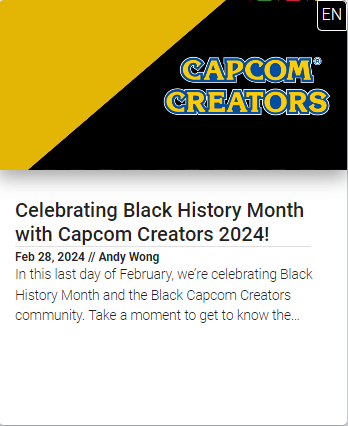 EN
CAPCOM®
CREATORS
Celebrating Black History Month
with Capcom Creators 2024!
Feb 28, 2024 // Andy Wong
In this last day of February, we're celebrating Black
History Month and the Black Capcom Creators
community. Take a moment to get to know the...